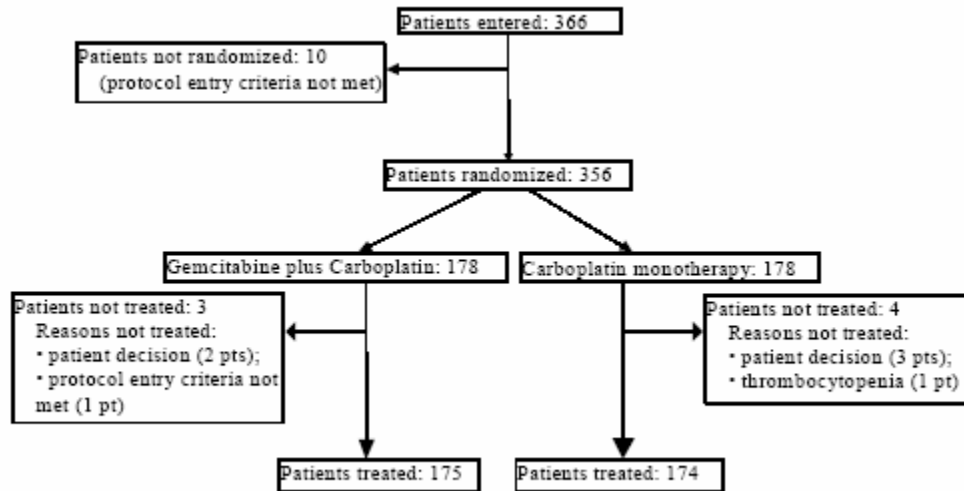 Patients entered: 366
Patients not randomized: 10
(protocol entry criteria not met)
Patients randomized: 356
Gemcitabine plus Carboplatin: 178
Carboplatin monotherapy: 178
Patients not treated: 3
Reasons not treated:
• patient decision (2 pts);
• protocol entry criteria not
met (1 pt)
Patients not treated: 4
Reasons not treated:
• patient decision (3 pts);
• thrombocytopenia (1 pt)
Patients treated: 175
Patients treated: 174